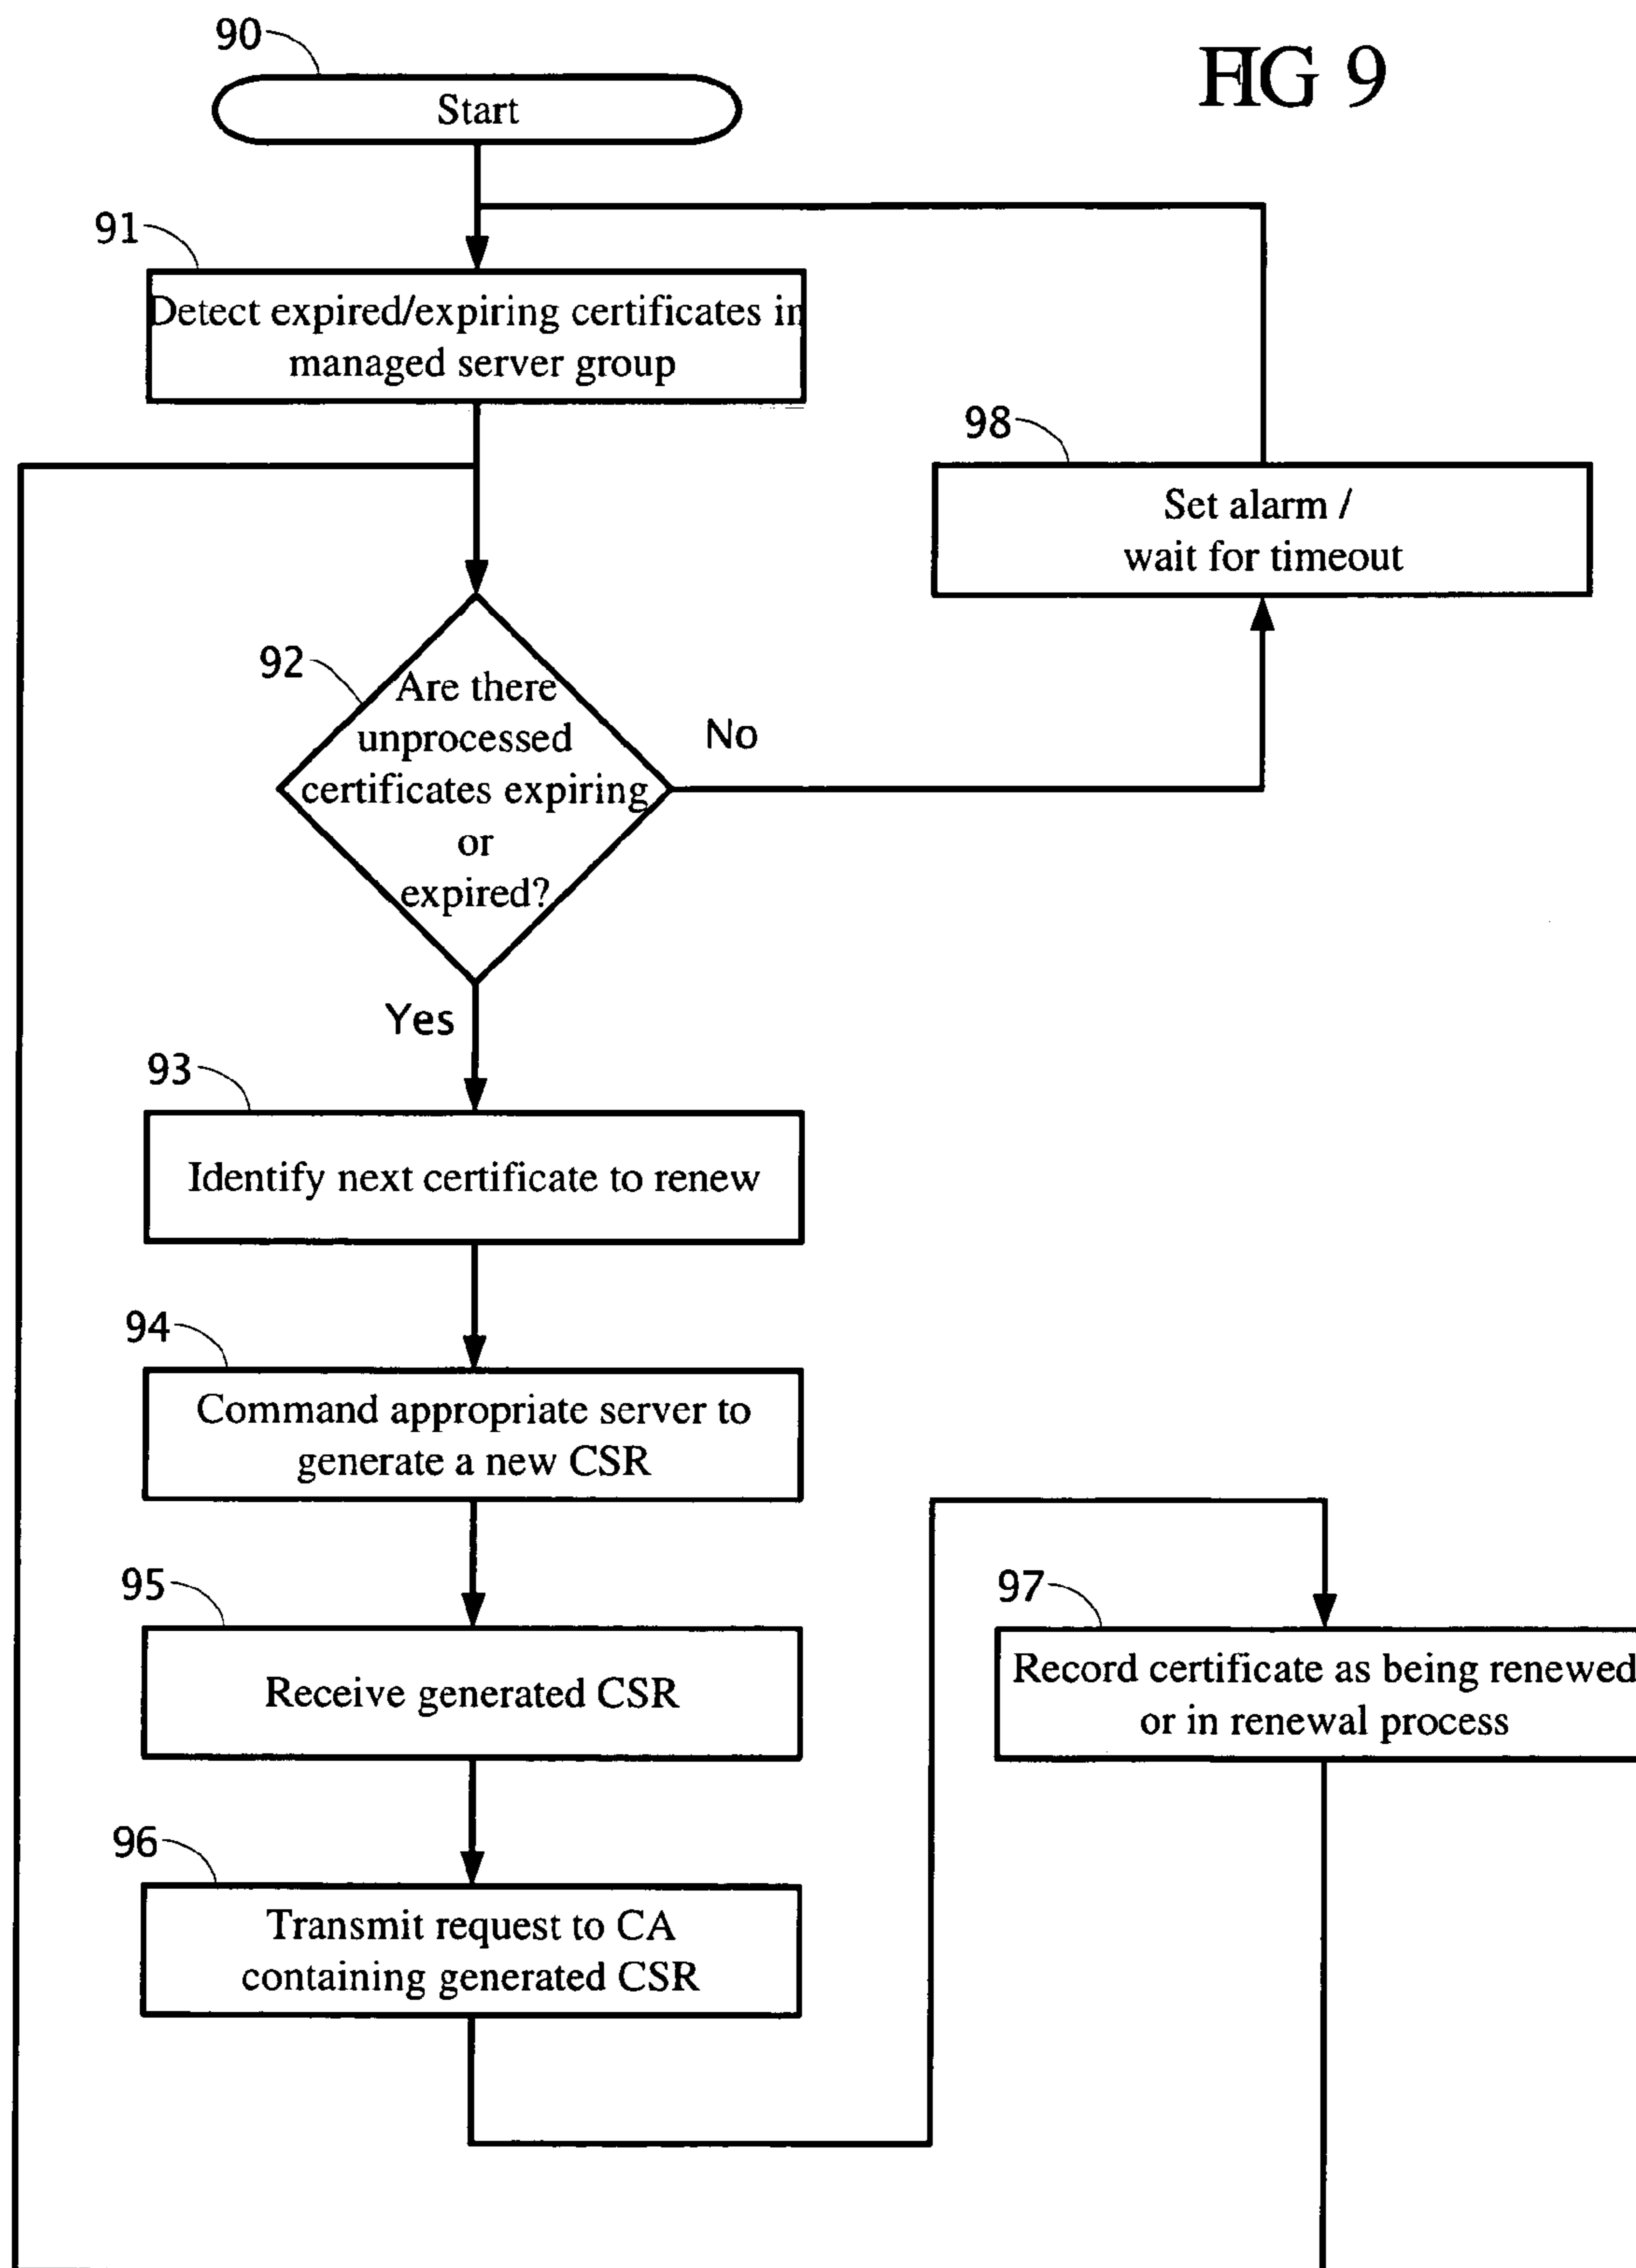 90
FIG 9
Start
91
Detect expired/expiring certificates in
managed server group
98
Set alarm /
wait for timeout
92
Are there
unprocessed
certificates expiring
or
expired?
No
Yes
93
Identify next certificate to renew
94
Command appropriate server to
generate a new CSR
95
Receive generated CSR
97
Record certificate as being renewed
or in renewal process
96
Transmit request to CA
containing generated CSR